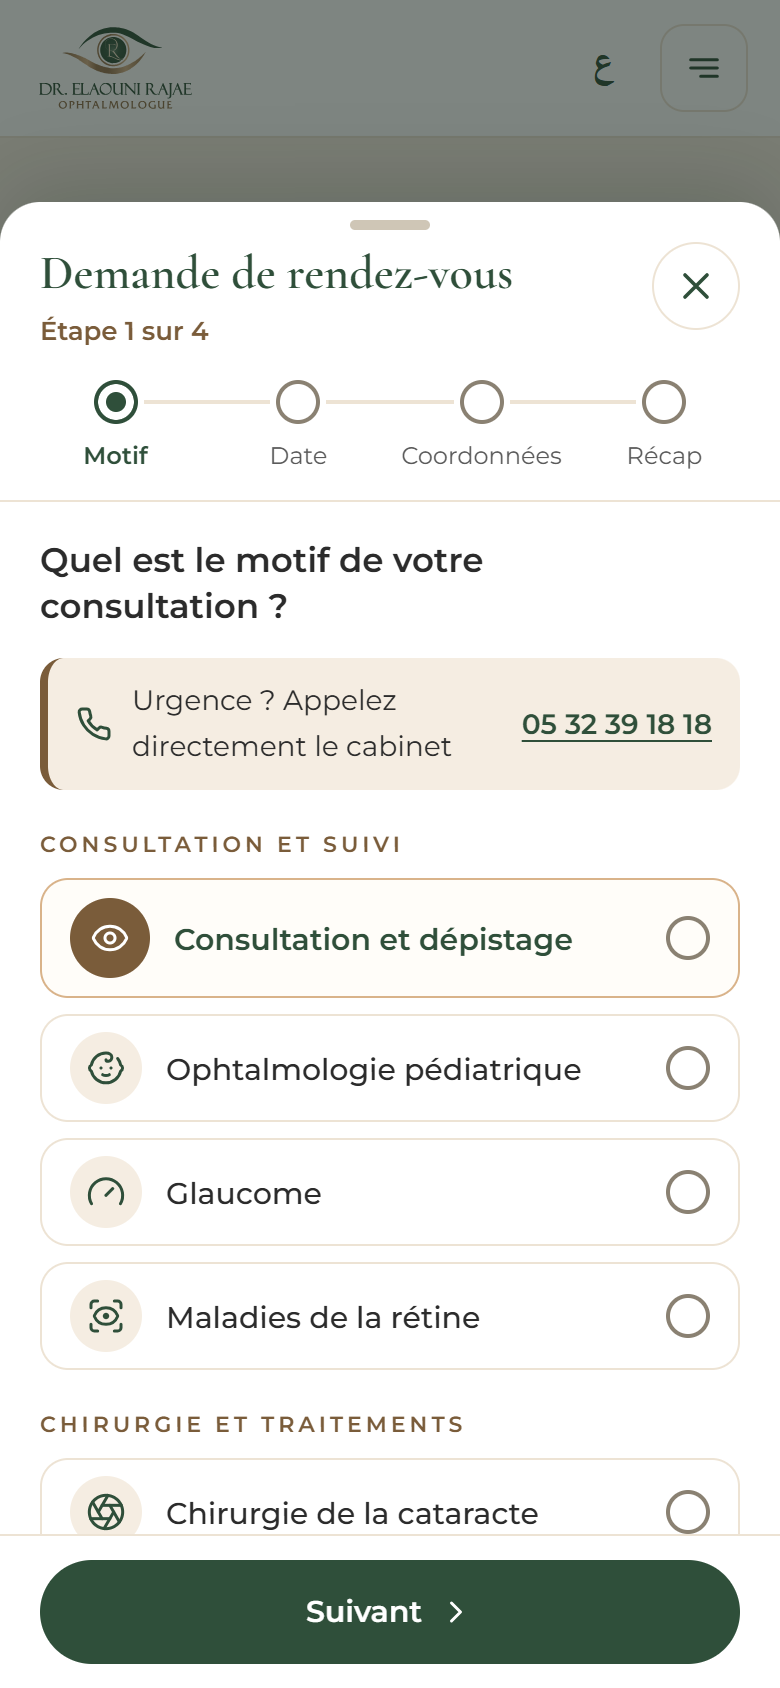 DR. ELAOUNI RAJAE
OPHTALMOLOGUE
ع
Demande de rendez-vous
Étape 1 sur 4
Motif
Date
Coordonnées
Récap
Quel est le motif de votre
consultation ?
Urgence ? Appelez
directement le cabinet
05 32 39 18 18
CONSULTATION ET SUIVI
Consultation et dépistage
Ophtalmologie pédiatrique
Glaucome
Maladies de la rétine
CHIRURGIE ET TRAITEMENTS
Chirurgie de la cataracte
Suivant